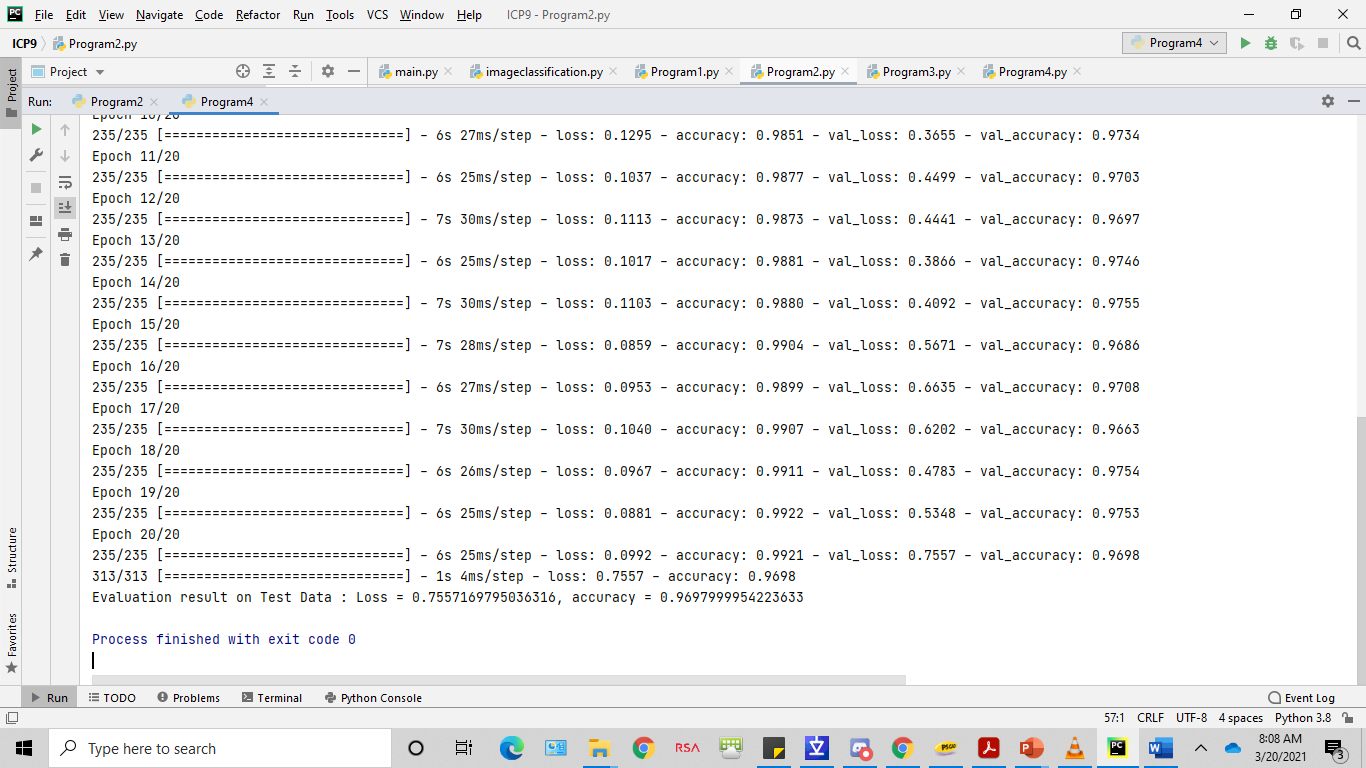 File Edit View Navigate Code Refactor Run Tools VCS Window Help ICP9 - Program2.py
ICP9 Program2.py Program4
Project main.py imageclassification.py Program1.py Program2.py Program3.py Program4.py
Run: Program2 Program4
Epoch 10/20
235/235 [==============================] - 6s 27ms/step - loss: 0.1295 - accuracy: 0.9851 - val_loss: 0.3655 - val_accuracy: 0.9734
Epoch 11/20
235/235 [==============================] - 6s 25ms/step - loss: 0.1037 - accuracy: 0.9877 - val_loss: 0.4499 - val_accuracy: 0.9703
Epoch 12/20
235/235 [==============================] - 7s 30ms/step - loss: 0.1113 - accuracy: 0.9873 - val_loss: 0.4441 - val_accuracy: 0.9697
Epoch 13/20
235/235 [==============================] - 6s 25ms/step - loss: 0.1017 - accuracy: 0.9881 - val_loss: 0.3866 - val_accuracy: 0.9746
Epoch 14/20
235/235 [==============================] - 7s 30ms/step - loss: 0.1103 - accuracy: 0.9880 - val_loss: 0.4092 - val_accuracy: 0.9755
Epoch 15/20
235/235 [==============================] - 7s 28ms/step - loss: 0.0859 - accuracy: 0.9904 - val_loss: 0.5671 - val_accuracy: 0.9686
Epoch 16/20
235/235 [==============================] - 6s 27ms/step - loss: 0.0953 - accuracy: 0.9899 - val_loss: 0.6635 - val_accuracy: 0.9708
Epoch 17/20
235/235 [==============================] - 7s 30ms/step - loss: 0.1040 - accuracy: 0.9907 - val_loss: 0.6202 - val_accuracy: 0.9663
Epoch 18/20
235/235 [==============================] - 6s 26ms/step - loss: 0.0967 - accuracy: 0.9911 - val_loss: 0.4783 - val_accuracy: 0.9754
Epoch 19/20
235/235 [==============================] - 6s 25ms/step - loss: 0.0881 - accuracy: 0.9922 - val_loss: 0.5348 - val_accuracy: 0.9753
Epoch 20/20
235/235 [==============================] - 6s 25ms/step - loss: 0.0992 - accuracy: 0.9921 - val_loss: 0.7557 - val_accuracy: 0.9698
313/313 [==============================] - 1s 4ms/step - loss: 0.7557 - accuracy: 0.9698
Evaluation result on Test Data : Loss = 0.7557169795036316, accuracy = 0.9697999954223633
Process finished with exit code 0
Project
Structure
Favorites
Run TODO Problems Terminal Python Console Event Log
57:1 CRLF UTF-8 4 spaces Python 3.8
Type here to search RSA PC W 8:08 AM
3/20/2021 3